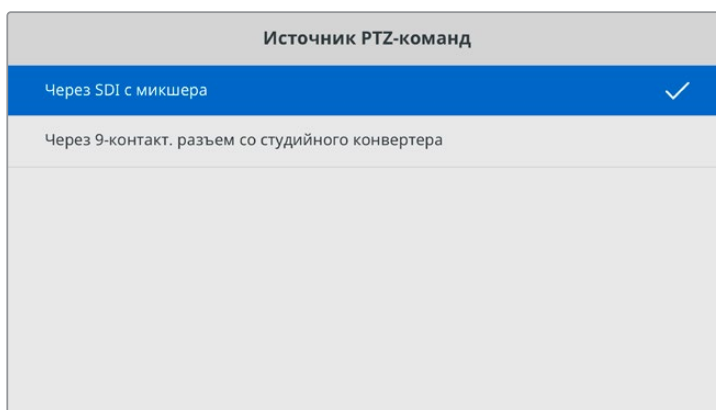 Источник PTZ-команд
Через SDI с микшера
Через 9-контакт. разъем со студийного конвертера